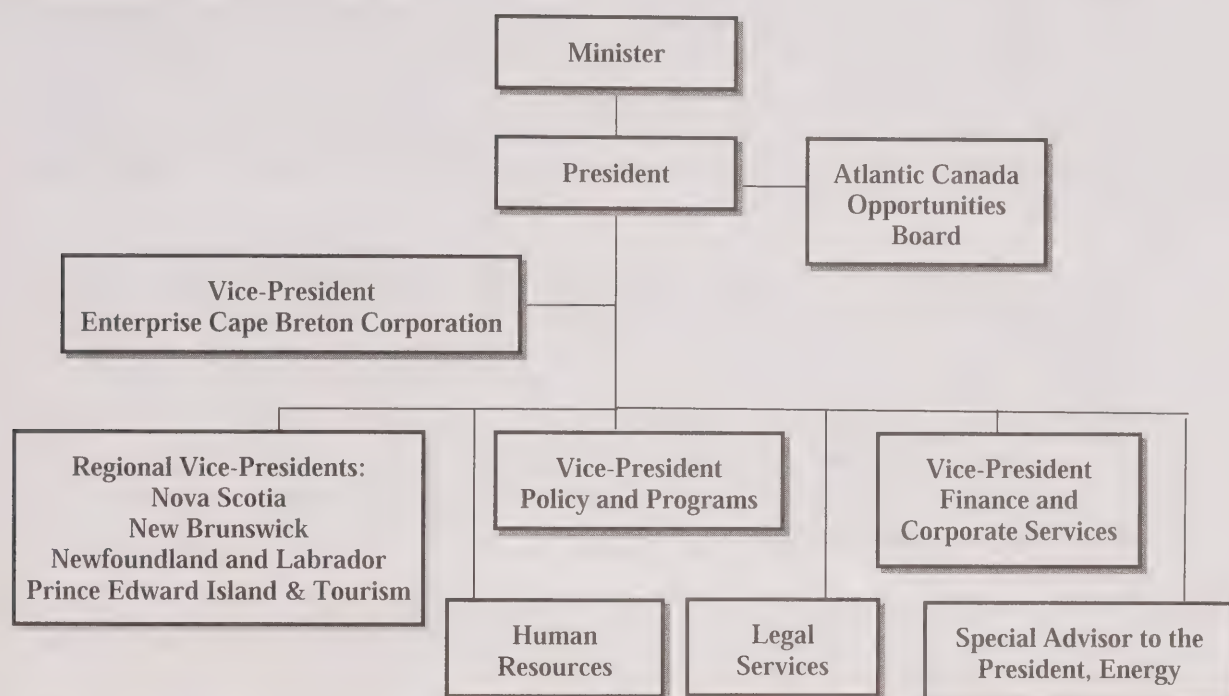 Minister
President
Atlantic Canada
Opportunities
Board
Vice-President
Enterprise Cape Breton Corporation
Regional Vice-Presidents:
Nova Scotia
New Brunswick
Newfoundland and Labrador
Prince Edward Island & Tourism
Vice-President
Policy and Programs
Vice-President
Finance and
Corporate Services
Human
Resources
Legal
Services
Special Advisor to the
President, Energy